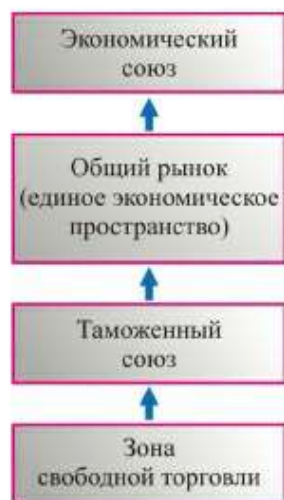 Экономический
союз
Общий рынок
(единое экономическое
пространство)
Таможенный
союз
Зона
свободной торговли